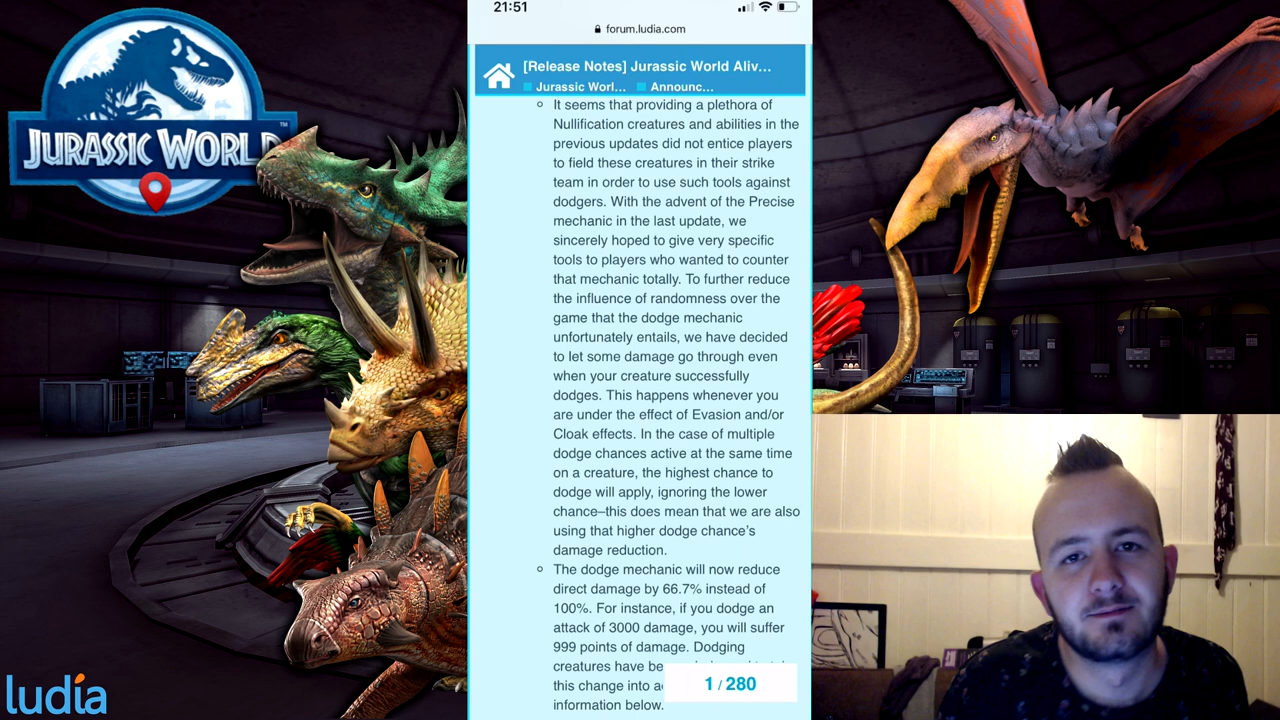 21:51
forum.ludia.com
[Release Notes] Jurassic World Aliv...
Jurassic Worl... Announc...
JURASSIC WORLD
TM
It seems that providing a plethora of
Nullification creatures and abilities in the
previous updates did not entice players
to field these creatures in their strike
team in order to use such tools against
dodgers. With the advent of the Precise
mechanic in the last update, we
sincerely hoped to give very specific
tools to players who wanted to counter
that mechanic totally. To further reduce
the influence of randomness over the
game that the dodge mechanic
unfortunately entails, we have decided
to let some damage go through even
when your creature successfully
dodges. This happens whenever you
are under the effect of Evasion and/or
Cloak effects. In the case of multiple
dodge chances active at the same time
on a creature, the highest chance to
dodge will apply, ignoring the lower
chance–this does mean that we are also
using that higher dodge chance's
damage reduction.
The dodge mechanic will now reduce
direct damage by 66.7% instead of
100%. For instance, if you dodge an
attack of 3000 damage, you will suffer
999 points of damage. Dodging
creatures have
this change into
information below.
1 / 280
ludia